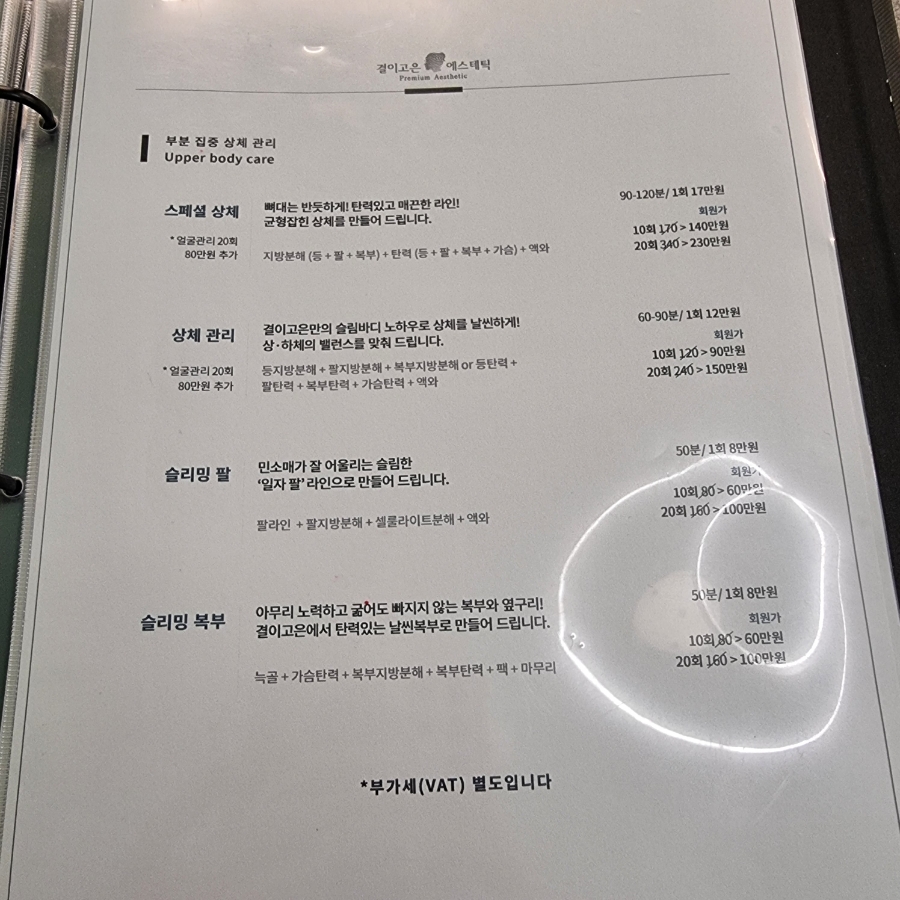 결이고은 에스테틱
Premium Aesthetic
부분 집중 상체 관리
Upper body care
스페셜 상체
* 얼굴관리 20회
80만원 추가
뼈대는 반듯하게! 탄력있고 매끈한 라인!
균형잡힌 상체를 만들어 드립니다.
지방분해 (등 + 팔 + 복부) + 탄력 (등 + 팔 + 복부 + 가슴) + 액와
90-120분/ 1회 17만원
회원가
10회 170 > 140만원
20회 340 > 230만원
상체 관리
* 얼굴관리 20회
80만원 추가
결이고은만의 슬림바디 노하우로 상체를 날씬하게!
상·하체의 밸런스를 맞춰 드립니다.
등지방분해 + 팔지방분해 + 복부지방분해 or 등탄력 +
팔탄력 + 복부탄력 + 가슴탄력 + 액와
60-90분/ 1회 12만원
회원가
10회 120 > 90만원
20회 240 > 150만원
슬리밍 팔
민소매가 잘 어울리는 슬림한
‘일자 팔’ 라인으로 만들어 드립니다.
팔라인 + 팔지방분해 + 셀룰라이트분해 + 액와
50분/ 1회 8만원
회원가
10회 80 > 60만원
20회 160 > 100만원
슬리밍 복부
아무리 노력하고 굶어도 빠지지 않는 복부와 옆구리!
결이고은에서 탄력있는 날씬복부로 만들어 드립니다.
늑골 + 가슴탄력 + 복부지방분해 + 복부탄력 + 팩 + 마무리
50분/ 1회 8만원
회원가
10회 80 > 60만원
20회 160 > 100만원
*부가세(VAT) 별도입니다